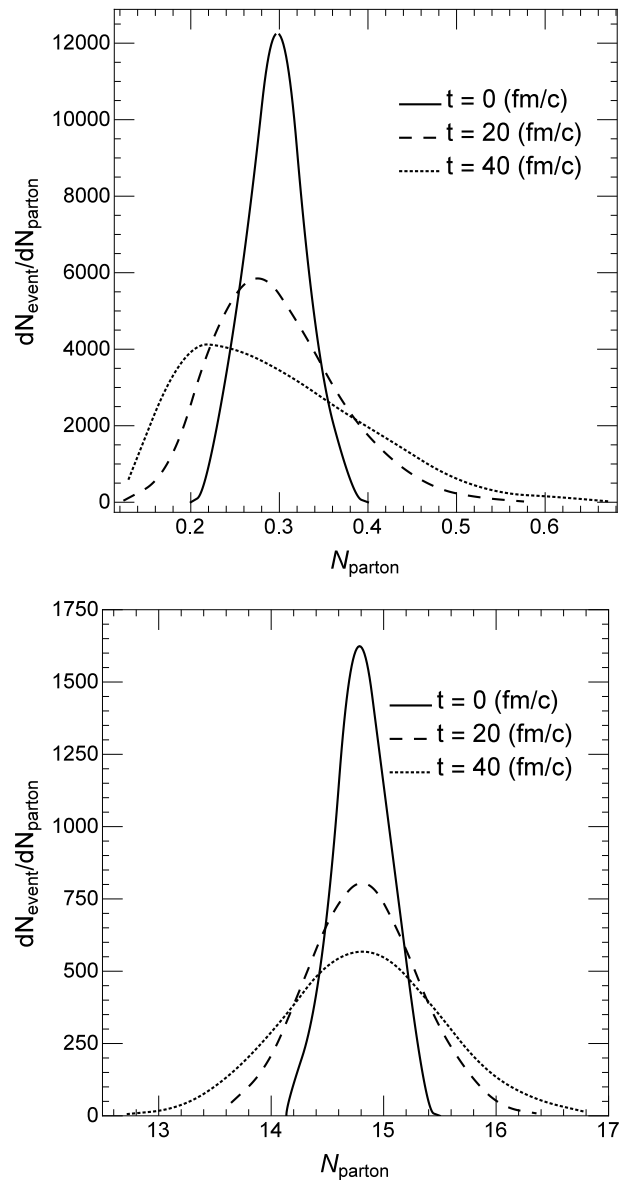 12000
10000
8000
6000
4000
2000
0
dN_event/dN_parton
t = 0 (fm/c)
t = 20 (fm/c)
t = 40 (fm/c)
0.2 0.3 0.4 0.5 0.6
N_parton
1750
1500
1250
1000
750
500
250
0
dN_event/dN_parton
t = 0 (fm/c)
t = 20 (fm/c)
t = 40 (fm/c)
13 14 15 16 17
N_parton